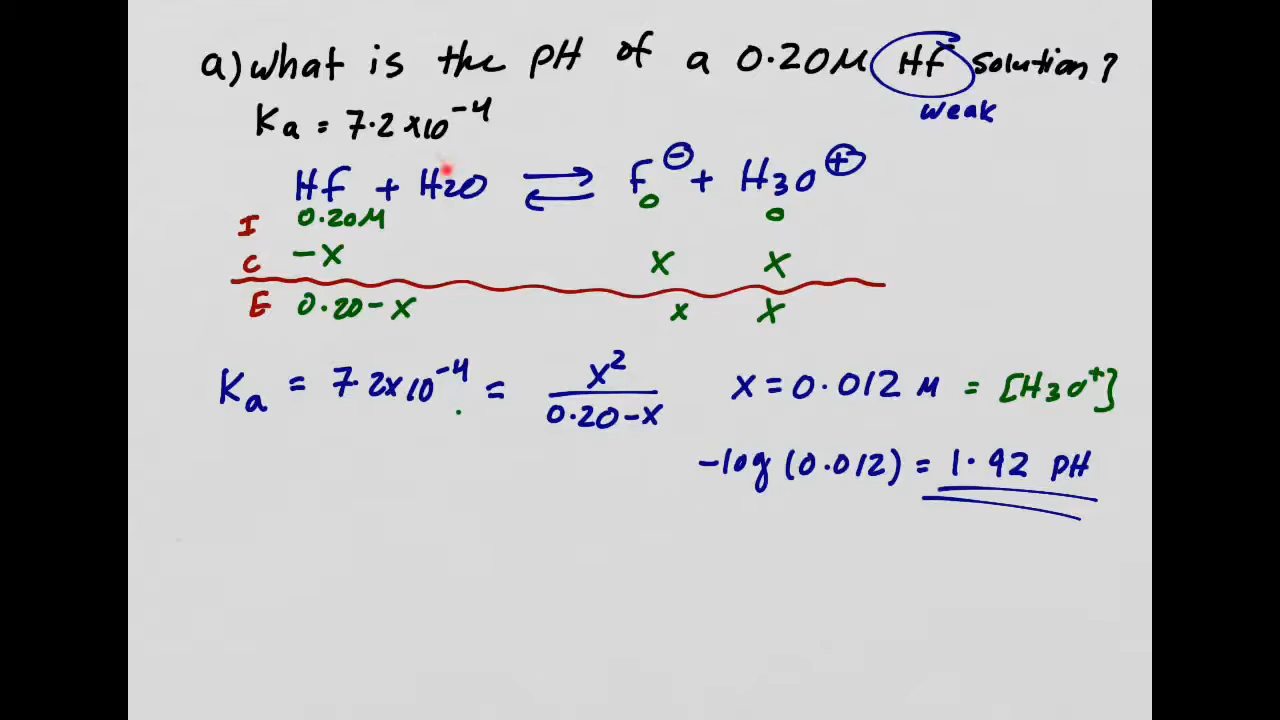 a) what is the pH of a 0.20M HF solution?
weak
Ka = 7.2 x10⁻⁴
HF + H2O ⇌ F⊖ + H3O⊕
I 0.20M 0 0
C -x x x
E 0.20-x x x
Ka = 7.2x10⁻⁴ = x²/(0.20-x) x = 0.012 M = [H3O⁺]
-log (0.012) = 1.92 pH